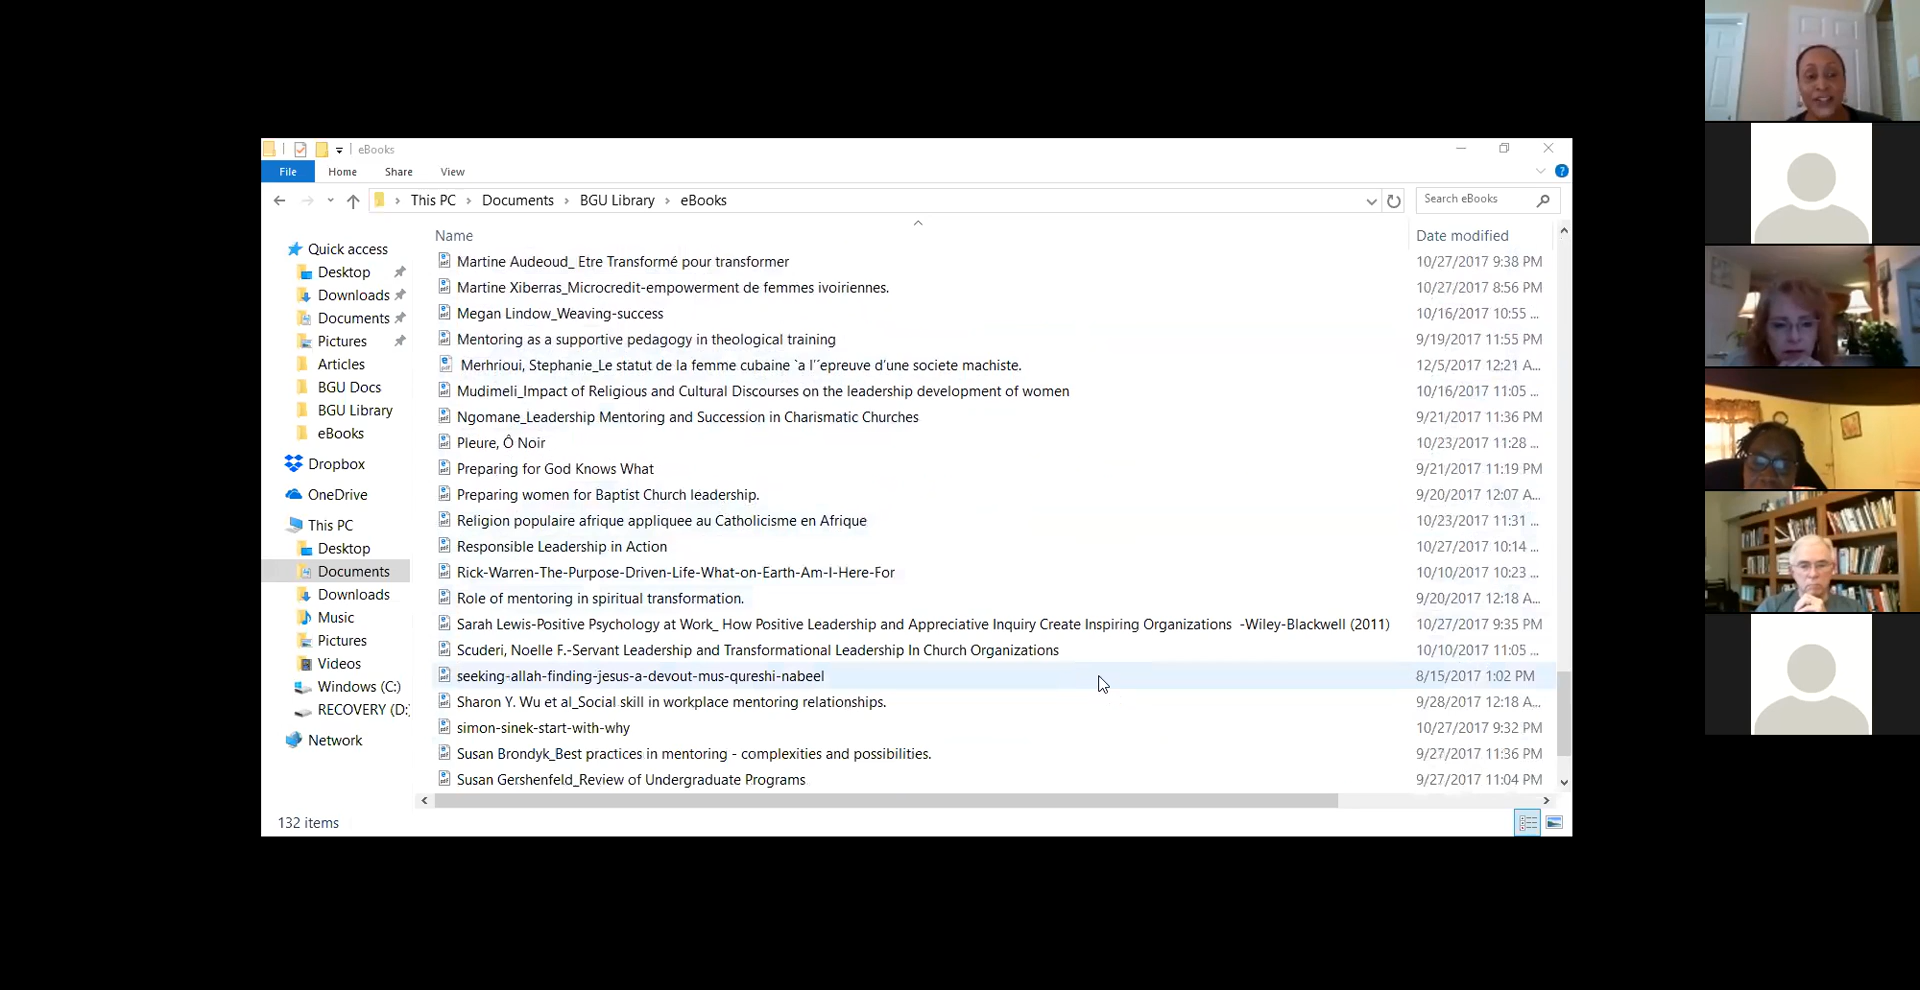 eBooks
File Home Share View
This PC Documents BGU Library eBooks Search eBooks
Name Date modified
Quick access
Desktop
Downloads
Documents
Pictures
Articles
BGU Docs
BGU Library
eBooks
Dropbox
OneDrive
This PC
Desktop
Documents
Downloads
Music
Pictures
Videos
Windows (C:)
RECOVERY (D:)
Network
Martine Audeoud_ Etre Transformé pour transformer 10/27/2017 9:38 PM
Martine Xiberras_Microcredit-empowerment de femmes ivoiriennes. 10/27/2017 8:56 PM
Megan Lindow_Weaving-success 10/16/2017 10:55 ...
Mentoring as a supportive pedagogy in theological training 9/19/2017 11:55 PM
Merhrioui, Stephanie_Le statut de la femme cubaine `a l'´epreuve d'une societe machiste. 12/5/2017 12:21 A...
Mudimeli_Impact of Religious and Cultural Discourses on the leadership development of women 10/16/2017 11:05 ...
Ngomane_Leadership Mentoring and Succession in Charismatic Churches 9/21/2017 11:36 PM
Pleure, Ô Noir 10/23/2017 11:28 ...
Preparing for God Knows What 9/21/2017 11:19 PM
Preparing women for Baptist Church leadership. 9/20/2017 12:07 A...
Religion populaire afrique appliquee au Catholicisme en Afrique 10/23/2017 11:31 ...
Responsible Leadership in Action 10/27/2017 10:14 ...
Rick-Warren-The-Purpose-Driven-Life-What-on-Earth-Am-I-Here-For 10/10/2017 10:23 ...
Role of mentoring in spiritual transformation. 9/20/2017 12:18 A...
Sarah Lewis-Positive Psychology at Work_ How Positive Leadership and Appreciative Inquiry Create Inspiring Organizations -Wiley-Blackwell (2011) 10/27/2017 9:35 PM
Scuderi, Noelle F.-Servant Leadership and Transformational Leadership In Church Organizations 10/10/2017 11:05 ...
seeking-allah-finding-jesus-a-devout-mus-qureshi-nabeel 8/15/2017 1:02 PM
Sharon Y. Wu et al_Social skill in workplace mentoring relationships. 9/28/2017 12:18 A...
simon-sinek-start-with-why 10/27/2017 9:32 PM
Susan Brondyk_Best practices in mentoring - complexities and possibilities. 9/27/2017 11:36 PM
Susan Gershenfeld_Review of Undergraduate Programs 9/27/2017 11:04 PM
132 items